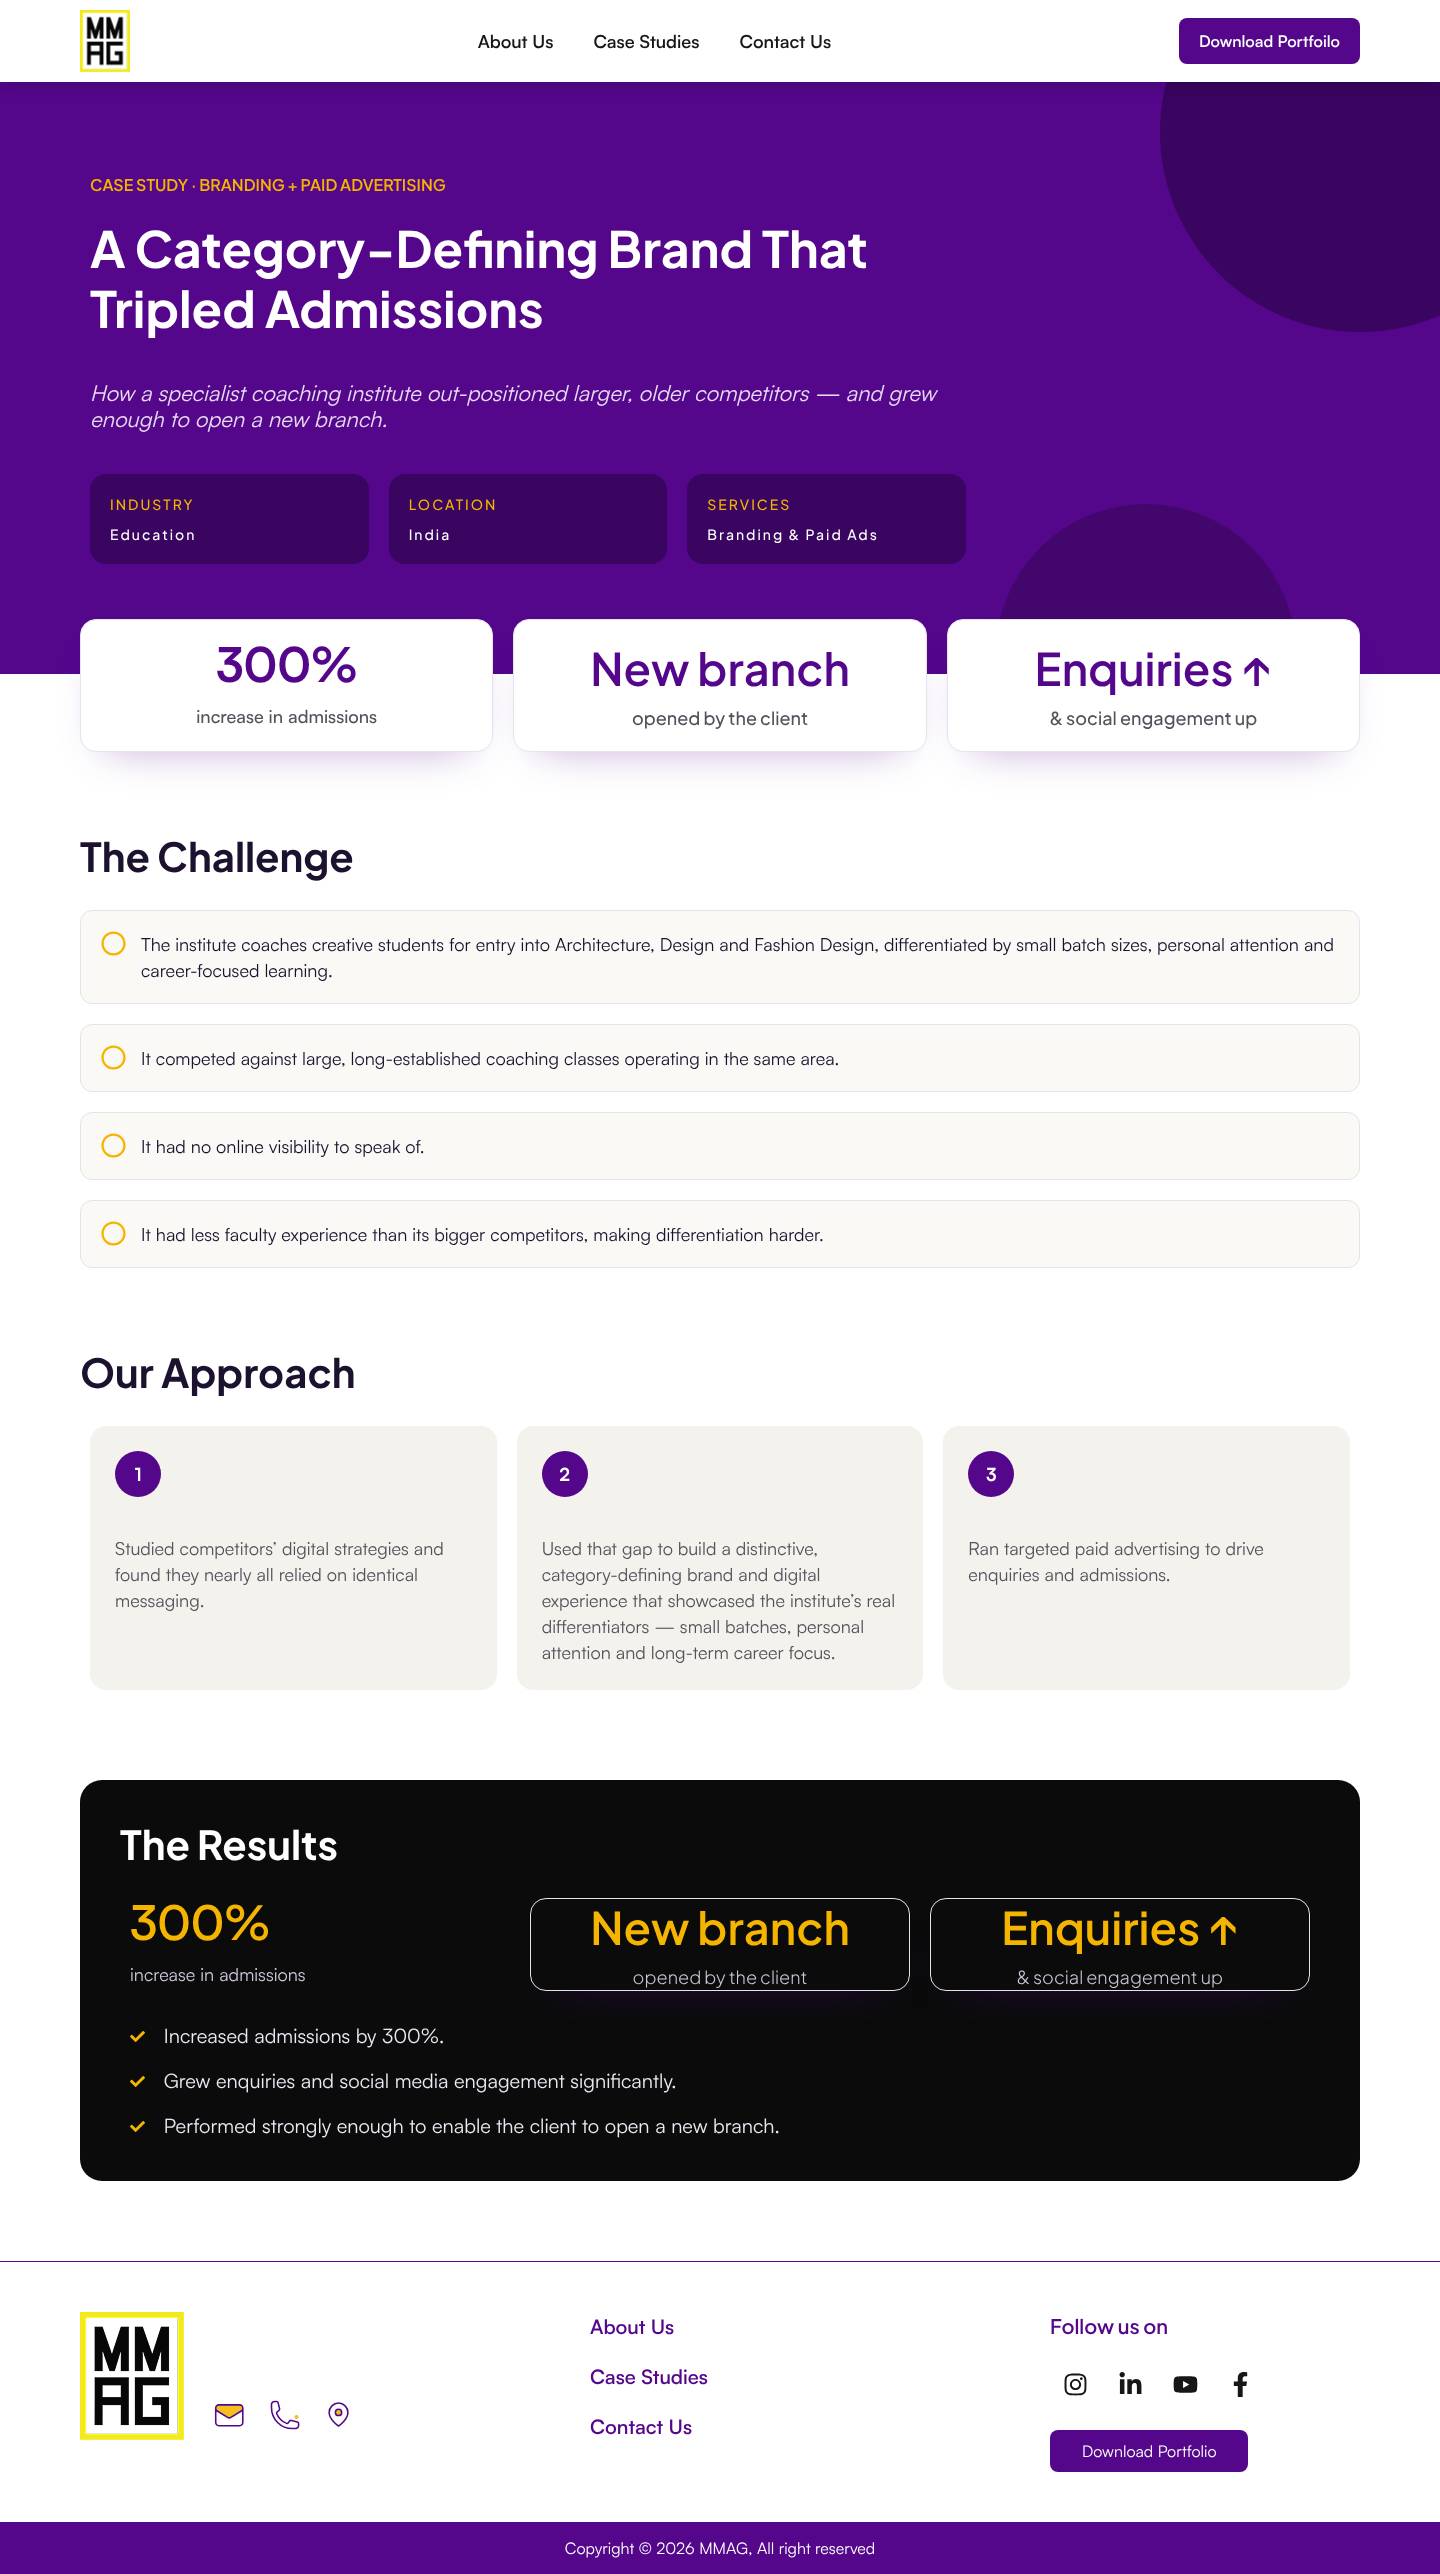 MM
AG
About Us
Case Studies
Contact Us
Download Portfoilo
CASE STUDY · BRANDING + PAID ADVERTISING
A Category-Defining Brand That
Tripled Admissions
How a specialist coaching institute out-positioned larger, older competitors — and grew
enough to open a new branch.
INDUSTRY
Education
LOCATION
India
SERVICES
Branding & Paid Ads
300%
increase in admissions
New branch
opened by the client
Enquiries ↑
& social engagement up
The Challenge
The institute coaches creative students for entry into Architecture, Design and Fashion Design, differentiated by small batch sizes, personal attention and
career-focused learning.
It competed against large, long-established coaching classes operating in the same area.
It had no online visibility to speak of.
It had less faculty experience than its bigger competitors, making differentiation harder.
Our Approach
1
Studied competitors’ digital strategies and
found they nearly all relied on identical
messaging.
2
Used that gap to build a distinctive,
category-defining brand and digital
experience that showcased the institute’s real
differentiators — small batches, personal
attention and long-term career focus.
3
Ran targeted paid advertising to drive
enquiries and admissions.
The Results
300%
increase in admissions
New branch
opened by the client
Enquiries ↑
& social engagement up
Increased admissions by 300%.
Grew enquiries and social media engagement significantly.
Performed strongly enough to enable the client to open a new branch.
MM
AG
About Us
Case Studies
Contact Us
Follow us on
Download Portfolio
Copyright © 2026 MMAG, All right reserved